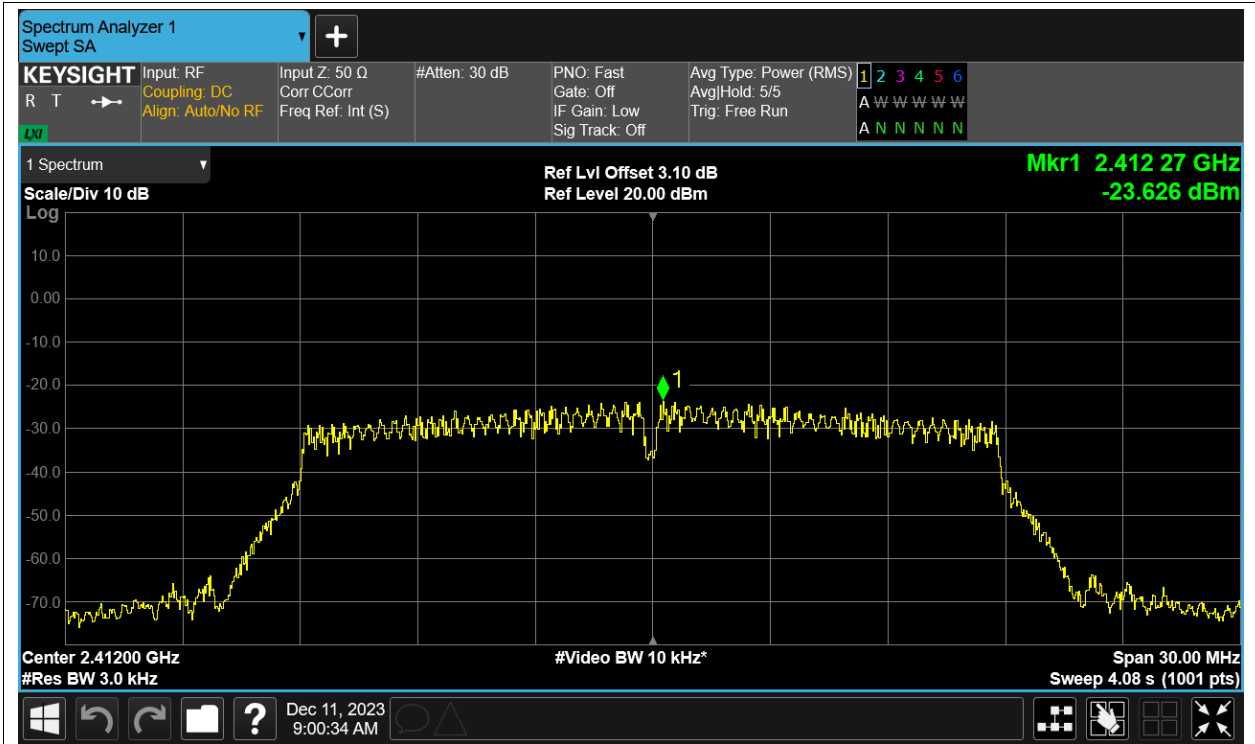 Spectrum Analyzer 1
Swept SA
+
KEYSIGHT
R T
LXI
Input: RF
Coupling: DC
Align: Auto/No RF
Input Z: 50 Ω
Corr CCorr
Freq Ref: Int (S)
#Atten: 30 dB
PNO: Fast
Gate: Off
IF Gain: Low
Sig Track: Off
Avg Type: Power (RMS)
Avg|Hold: 5/5
Trig: Free Run
1 2 3 4 5 6
A W W W W W
A N N N N N
1 Spectrum
Scale/Div 10 dB
Log
Ref Lvl Offset 3.10 dB
Ref Level 20.00 dBm
Mkr1 2.412 27 GHz
-23.626 dBm
10.0
0.00
-10.0
-20.0
-30.0
-40.0
-50.0
-60.0
-70.0
1
Center 2.41200 GHz
#Res BW 3.0 kHz
#Video BW 10 kHz*
Span 30.00 MHz
Sweep 4.08 s (1001 pts)
?
Dec 11, 2023
9:00:34 AM